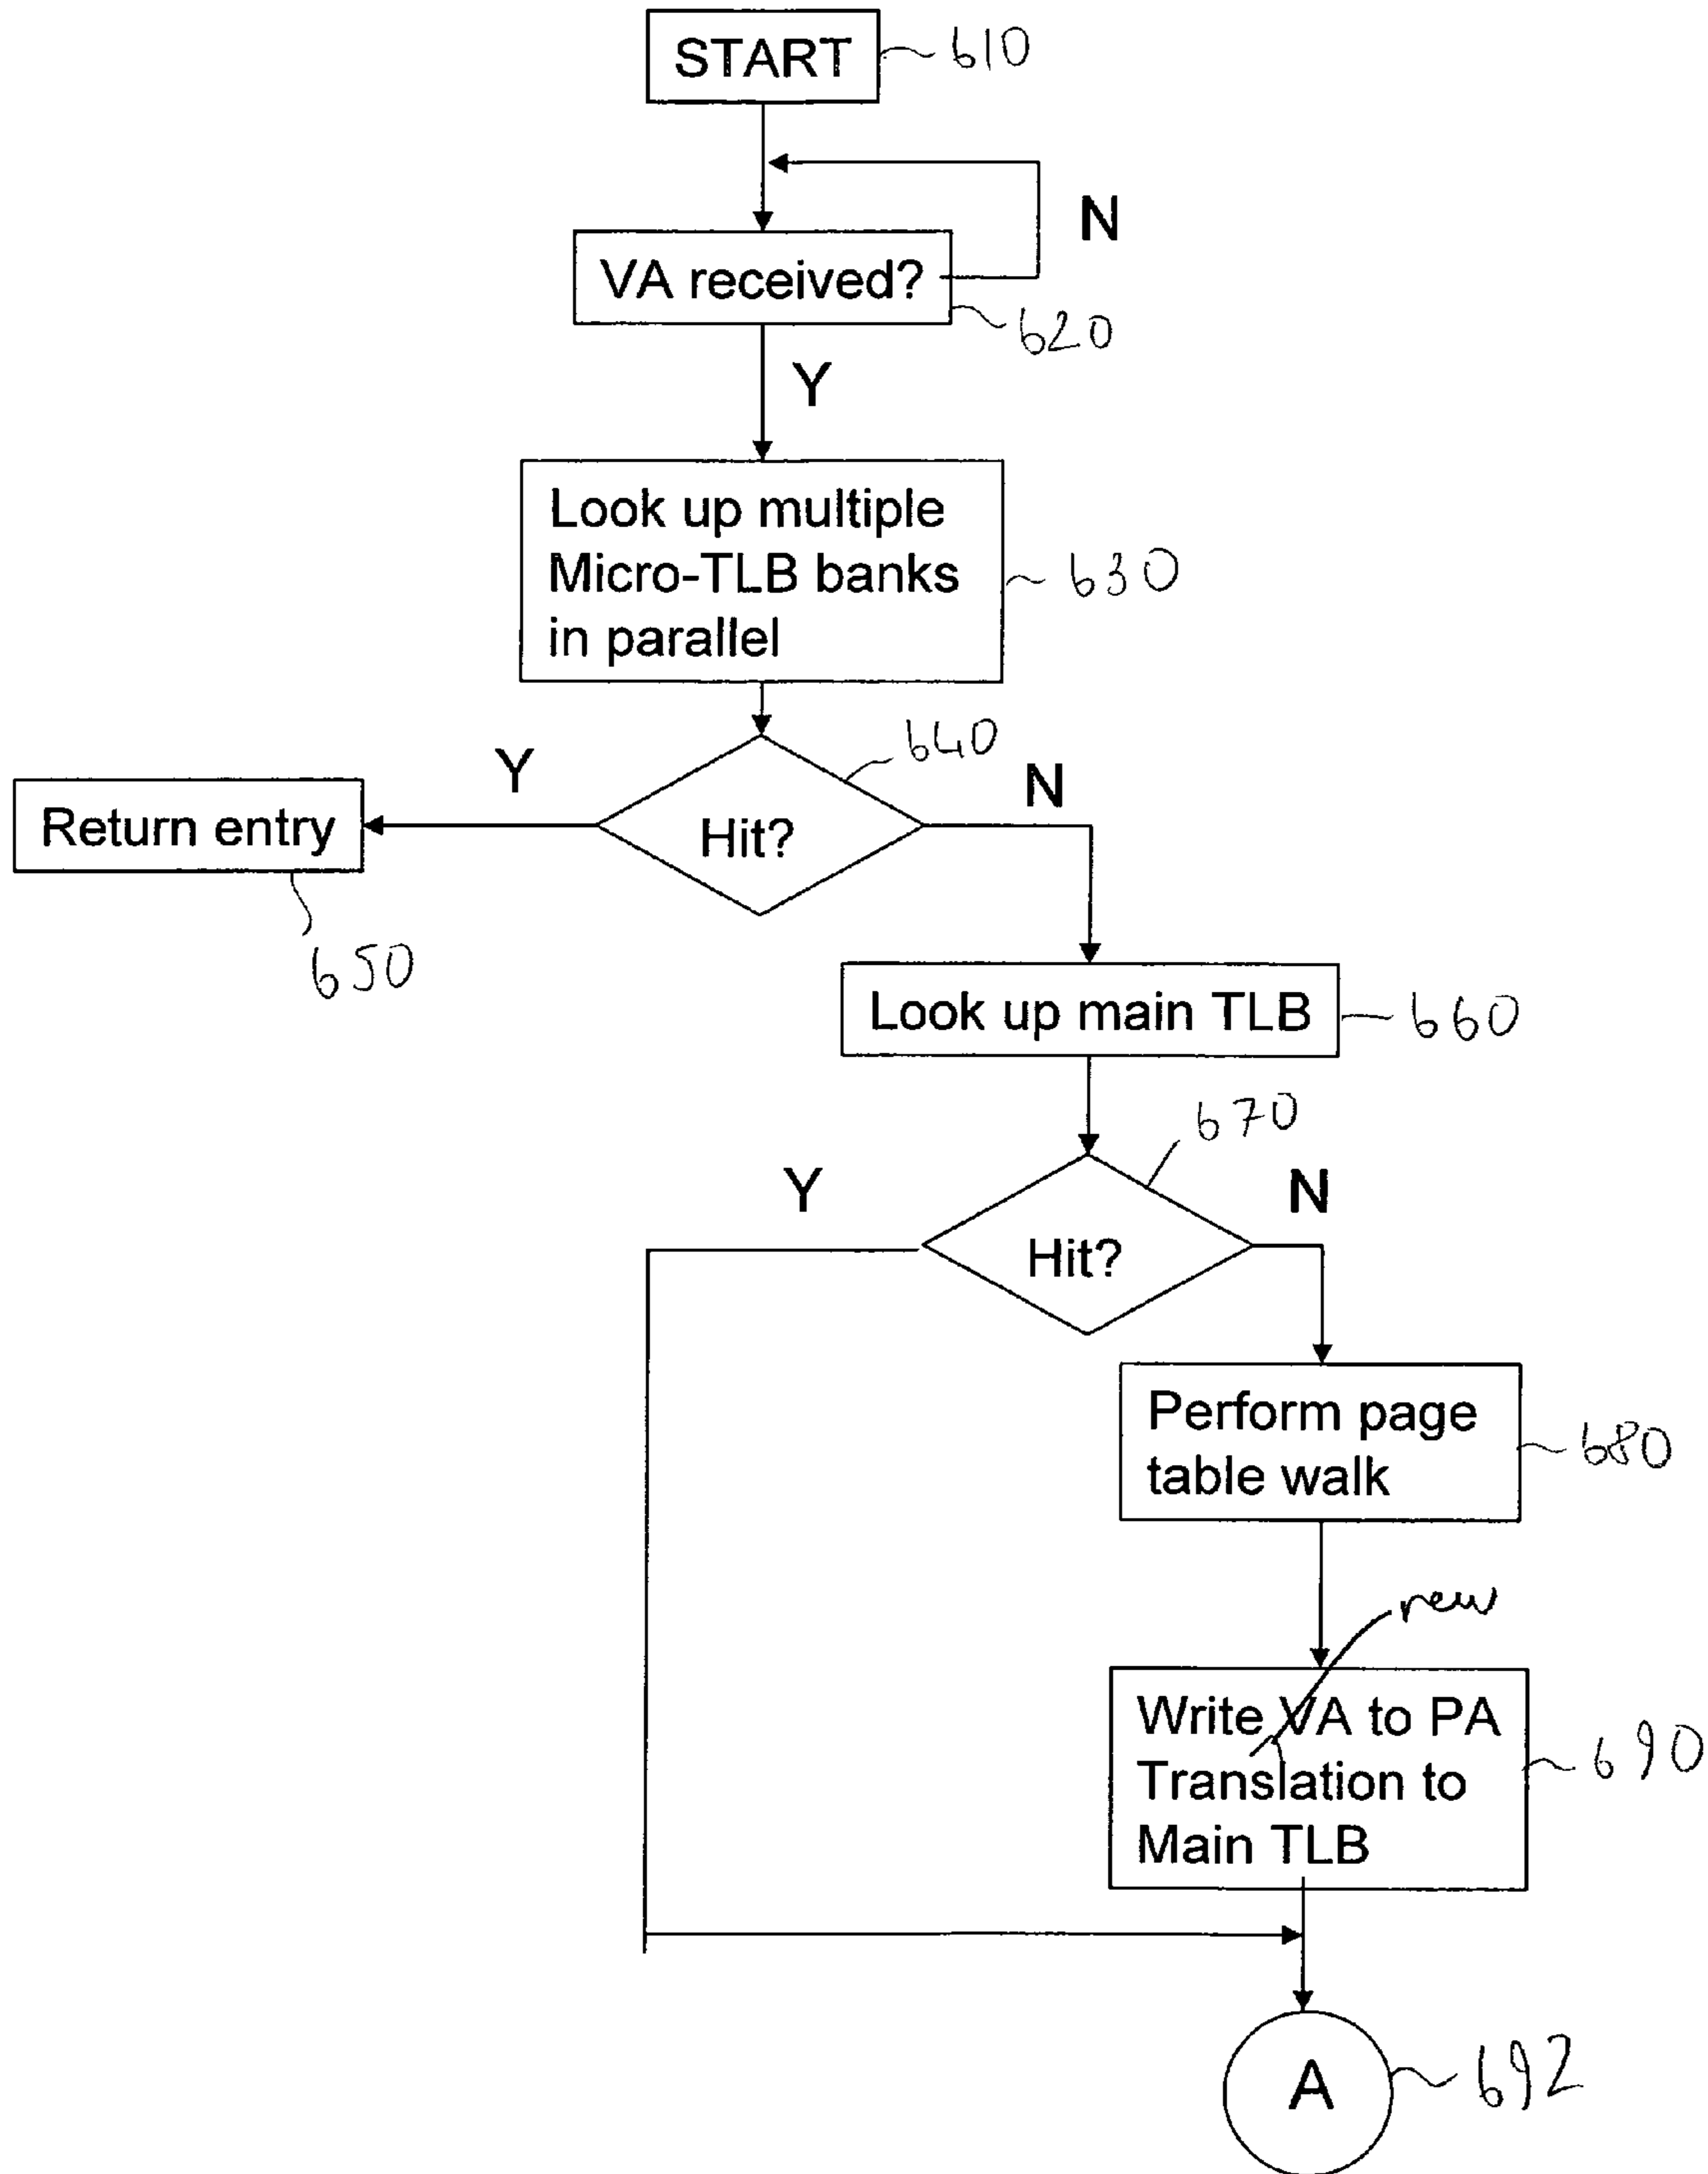 START
610
N
VA received?
620
Y
Look up multiple
Micro-TLB banks
in parallel
630
640
Y
N
Return entry
Hit?
650
Look up main TLB
660
670
Y
N
Hit?
Perform page
table walk
680
new
Write VA to PA
Translation to
Main TLB
690
A
692